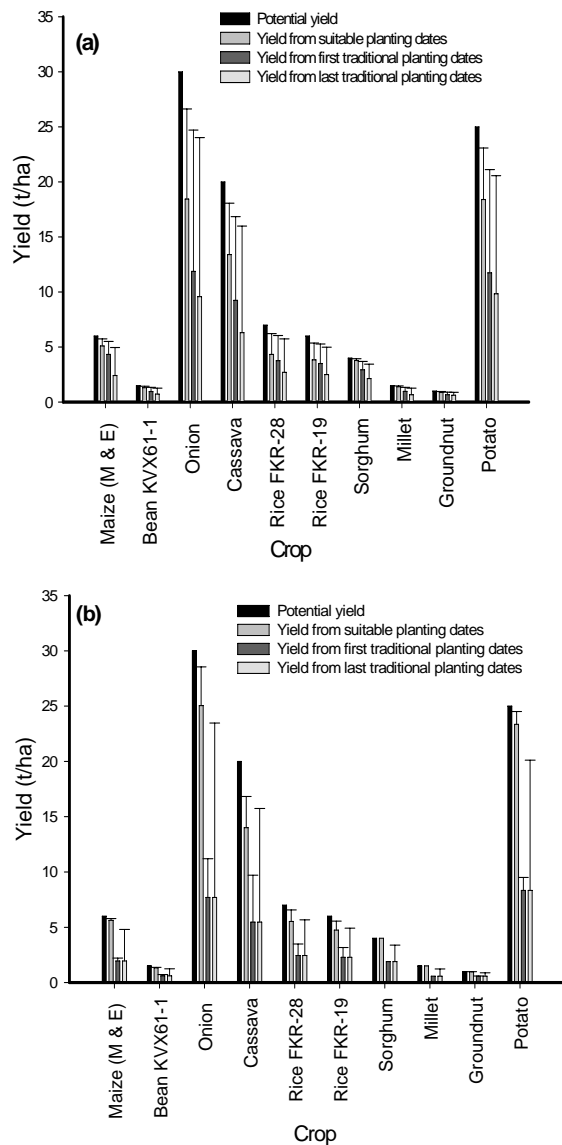 35
(a)
Potential yield
Yield from suitable planting dates
Yield from first traditional planting dates
Yield from last traditional planting dates
30
25
20
15
10
5
0
Yield (t/ha)
Maize (M & E)
Bean KVX61-1
Onion
Cassava
Rice FKR-28
Rice FKR-19
Sorghum
Millet
Groundnut
Potato
Crop
35
(b)
Potential yield
Yield from suitable planting dates
Yield from first traditional planting dates
Yield from last traditional planting dates
30
25
20
15
10
5
0
Yield (t/ha)
Maize (M & E)
Bean KVX61-1
Onion
Cassava
Rice FKR-28
Rice FKR-19
Sorghum
Millet
Groundnut
Potato
Crop